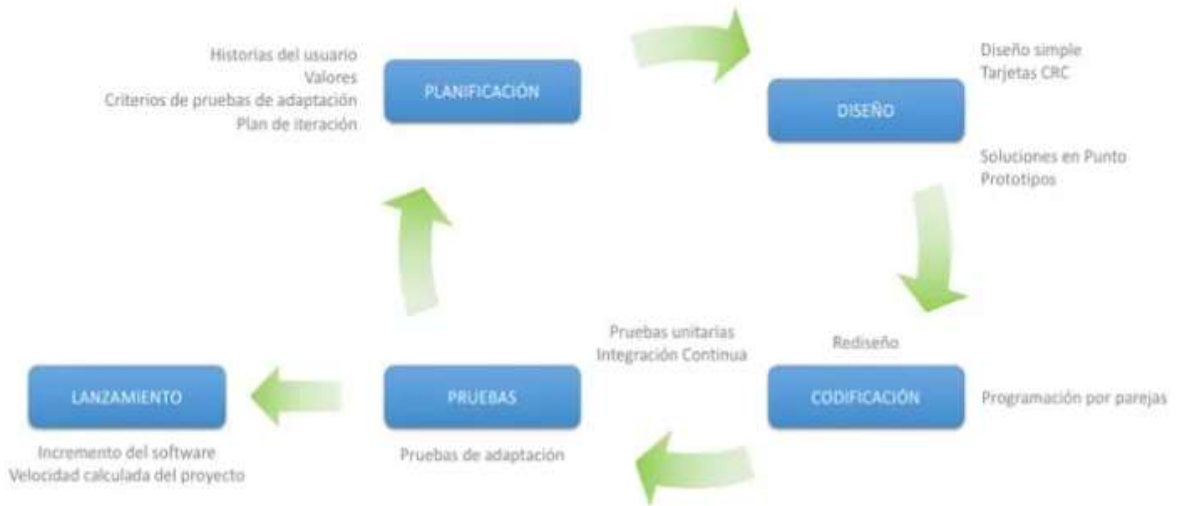 Historias del usuario
Valores
Criterios de pruebas de adaptación
Plan de iteración
PLANIFICACIÓN
Diseño simple
Tarjetas CRC
DISEÑO
Soluciones en Punto
Prototipos
Pruebas unitarias
Integración Continua
Rediseño
LANZAMIENTO
PRUEBAS
CODIFICACIÓN
Programación por parejas
Incremento del software
Velocidad calculada del proyecto
Pruebas de adaptación